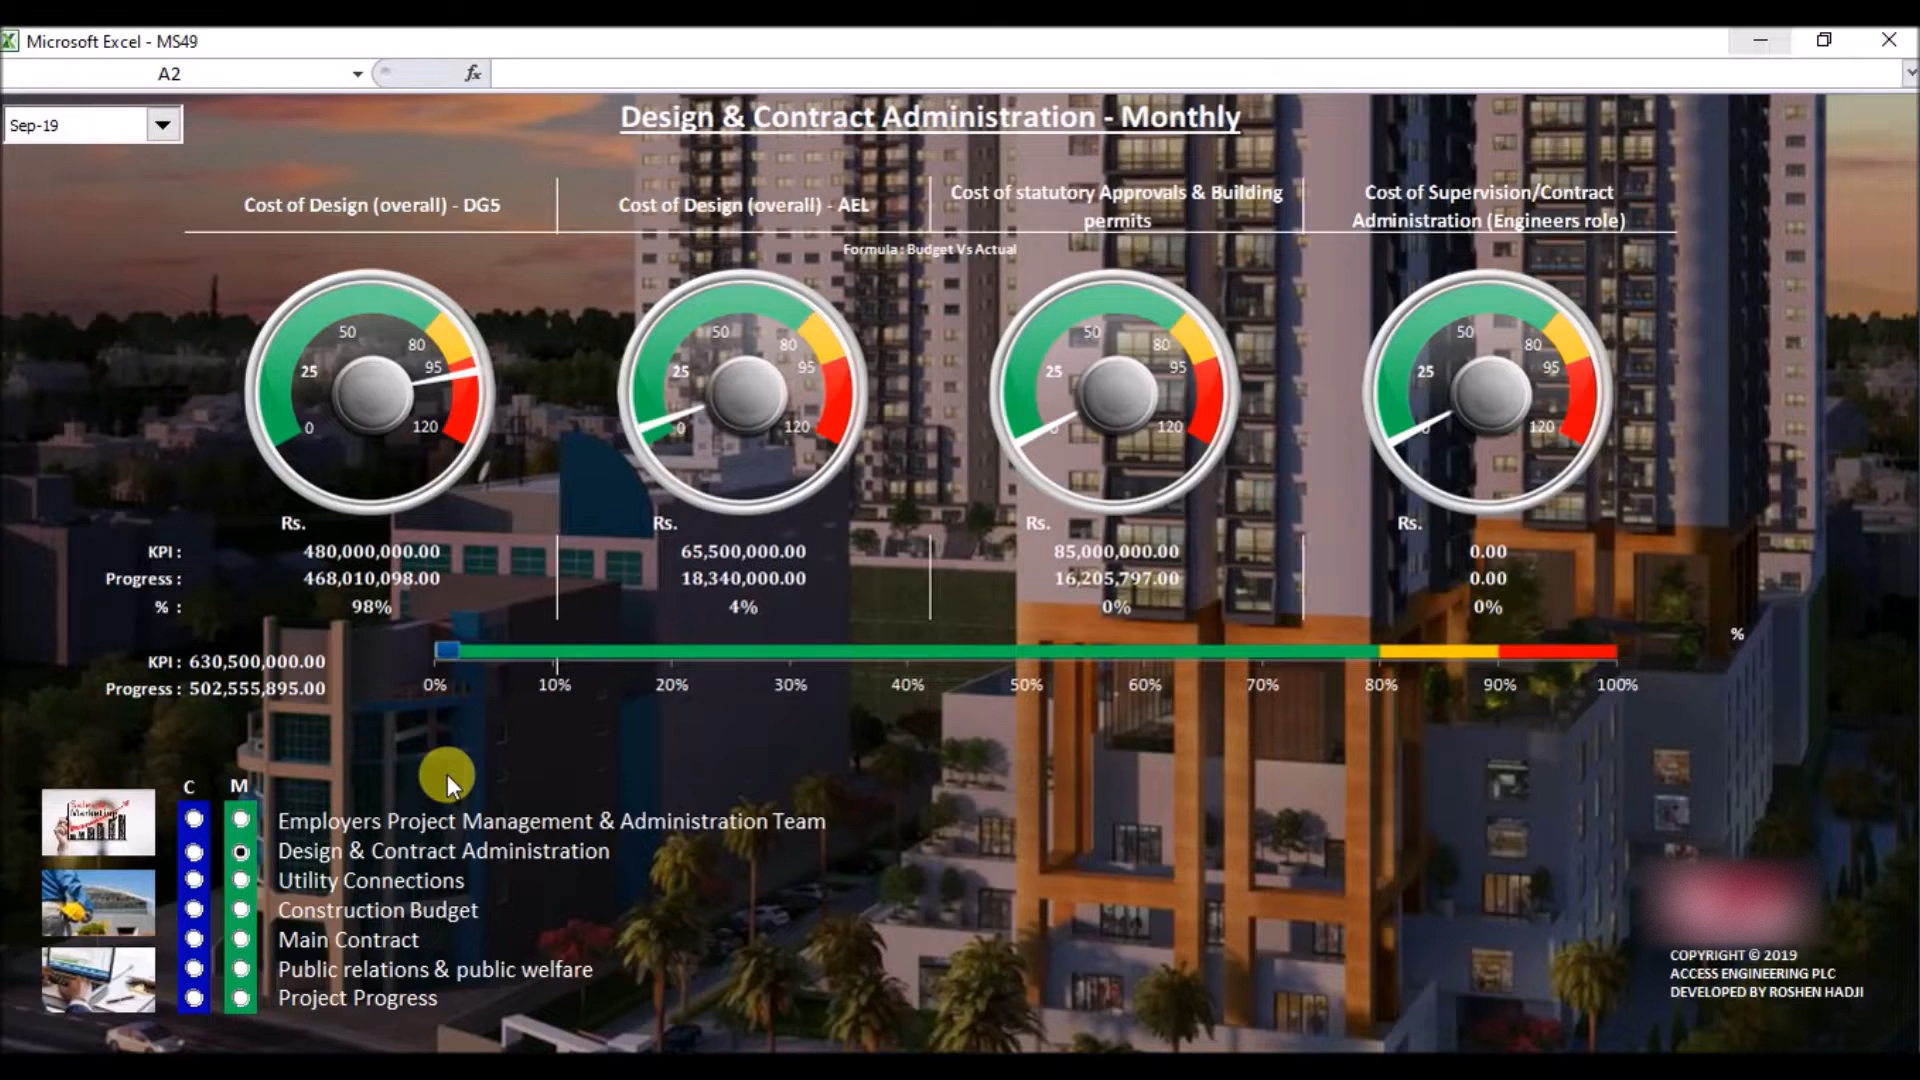 Microsoft Excel - MS49
A2
fx
Sep-19
Design & Contract Administration - Monthly
Cost of Design (overall) - DG5
Cost of Design (overall) - AEL
Cost of statutory Approvals & Building
permits
Cost of Supervision/Contract
Administration (Engineers role)
Formula : Budget Vs Actual
0 25 50 80 95 120
0 25 50 80 95 120
0 25 50 80 95 120
0 25 50 80 95 120
Rs. Rs. Rs. Rs.
KPI : 480,000,000.00 65,500,000.00 85,000,000.00 0.00
Progress : 468,010,098.00 18,340,000.00 16,205,797.00 0.00
% : 98% 4% 0% 0%
%
KPI : 630,500,000.00
Progress : 502,555,895.00
0% 10% 20% 30% 40% 50% 60% 70% 80% 90% 100%
C M
Employers Project Management & Administration Team
Design & Contract Administration
Utility Connections
Construction Budget
Main Contract
Public relations & public welfare
Project Progress
COPYRIGHT © 2019
ACCESS ENGINEERING PLC
DEVELOPED BY ROSHEN HADJI